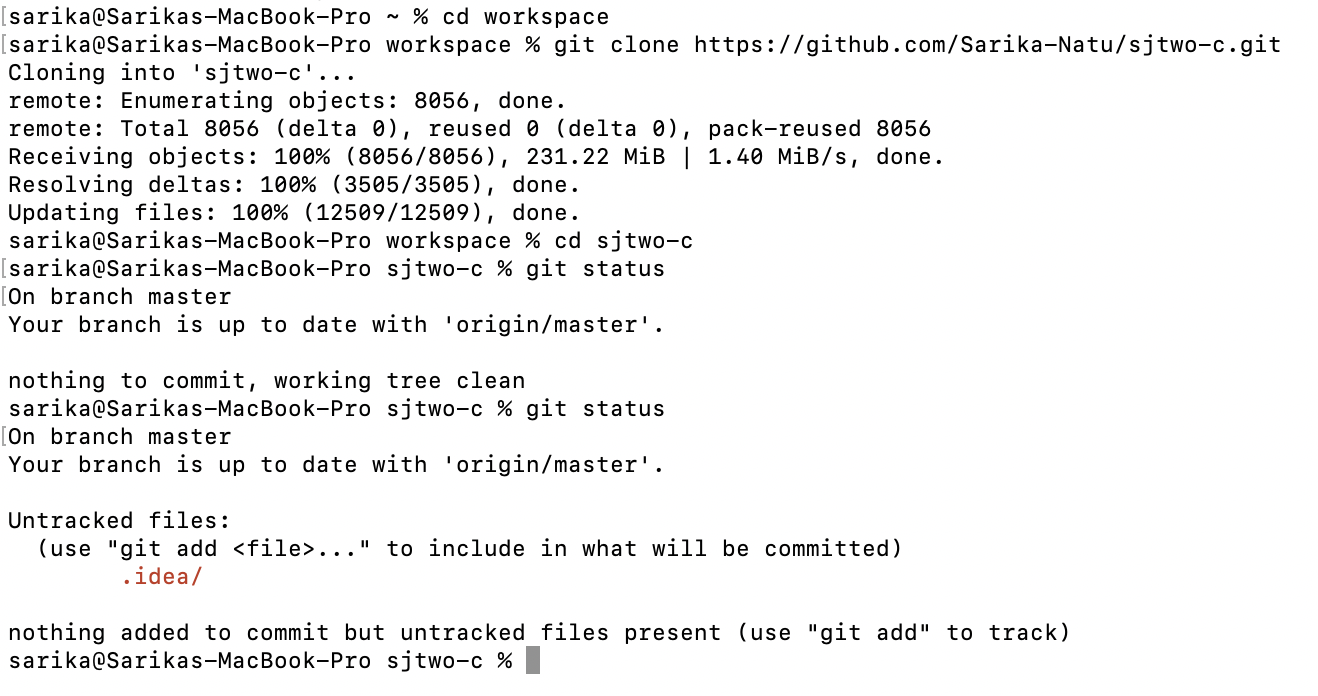 [sarika@Sarikas-MacBook-Pro ~ % cd workspace
[sarika@Sarikas-MacBook-Pro workspace % git clone https://github.com/Sarika-Natu/sjtwo-c.git
Cloning into 'sjtwo-c'...
remote: Enumerating objects: 8056, done.
remote: Total 8056 (delta 0), reused 0 (delta 0), pack-reused 8056
Receiving objects: 100% (8056/8056), 231.22 MiB | 1.40 MiB/s, done.
Resolving deltas: 100% (3505/3505), done.
Updating files: 100% (12509/12509), done.
sarika@Sarikas-MacBook-Pro workspace % cd sjtwo-c
[sarika@Sarikas-MacBook-Pro sjtwo-c % git status
[On branch master
Your branch is up to date with 'origin/master'.

nothing to commit, working tree clean
sarika@Sarikas-MacBook-Pro sjtwo-c % git status
[On branch master
Your branch is up to date with 'origin/master'.

Untracked files:
  (use "git add <file>..." to include in what will be committed)
        .idea/

nothing added to commit but untracked files present (use "git add" to track)
sarika@Sarikas-MacBook-Pro sjtwo-c %